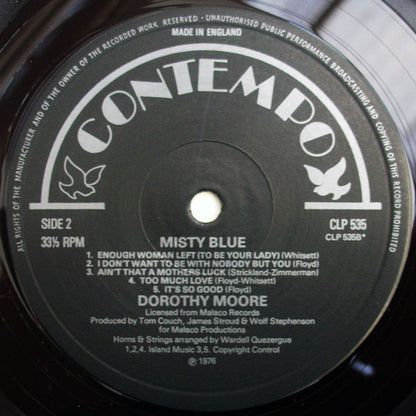 ALL RIGHTS OF THE MANUFACTURER AND OF THE OWNER OF THE RECORDED WORK RESERVED - UNAUTHORISED PUBLIC PERFORMANCE BROADCASTING AND COPYING OF THIS RECORD PROHIBITED
MADE IN ENGLAND
CONTEMPO
SIDE 2
CLP 535
33⅓ RPM
CLP 535B*
MISTY BLUE
1. ENOUGH WOMAN LEFT (TO BE YOUR LADY) (Whitsett)
2. I DON'T WANT TO BE WITH NOBODY BUT YOU (Floyd)
3. AIN'T THAT A MOTHERS LUCK (Strickland-Zimmerman)
4. TOO MUCH LOVE (Floyd-Whitsett)
5. IT'S SO GOOD (Floyd)
DOROTHY MOORE
Licensed from Malaco Records
Produced by Tom Couch, James Stroud & Wolf Stephenson
for Malaco Productions
Horns & Strings arranged by Wardell Quezergue
1,2,4. Island Music 3,5. Copyright Control
℗ 1976